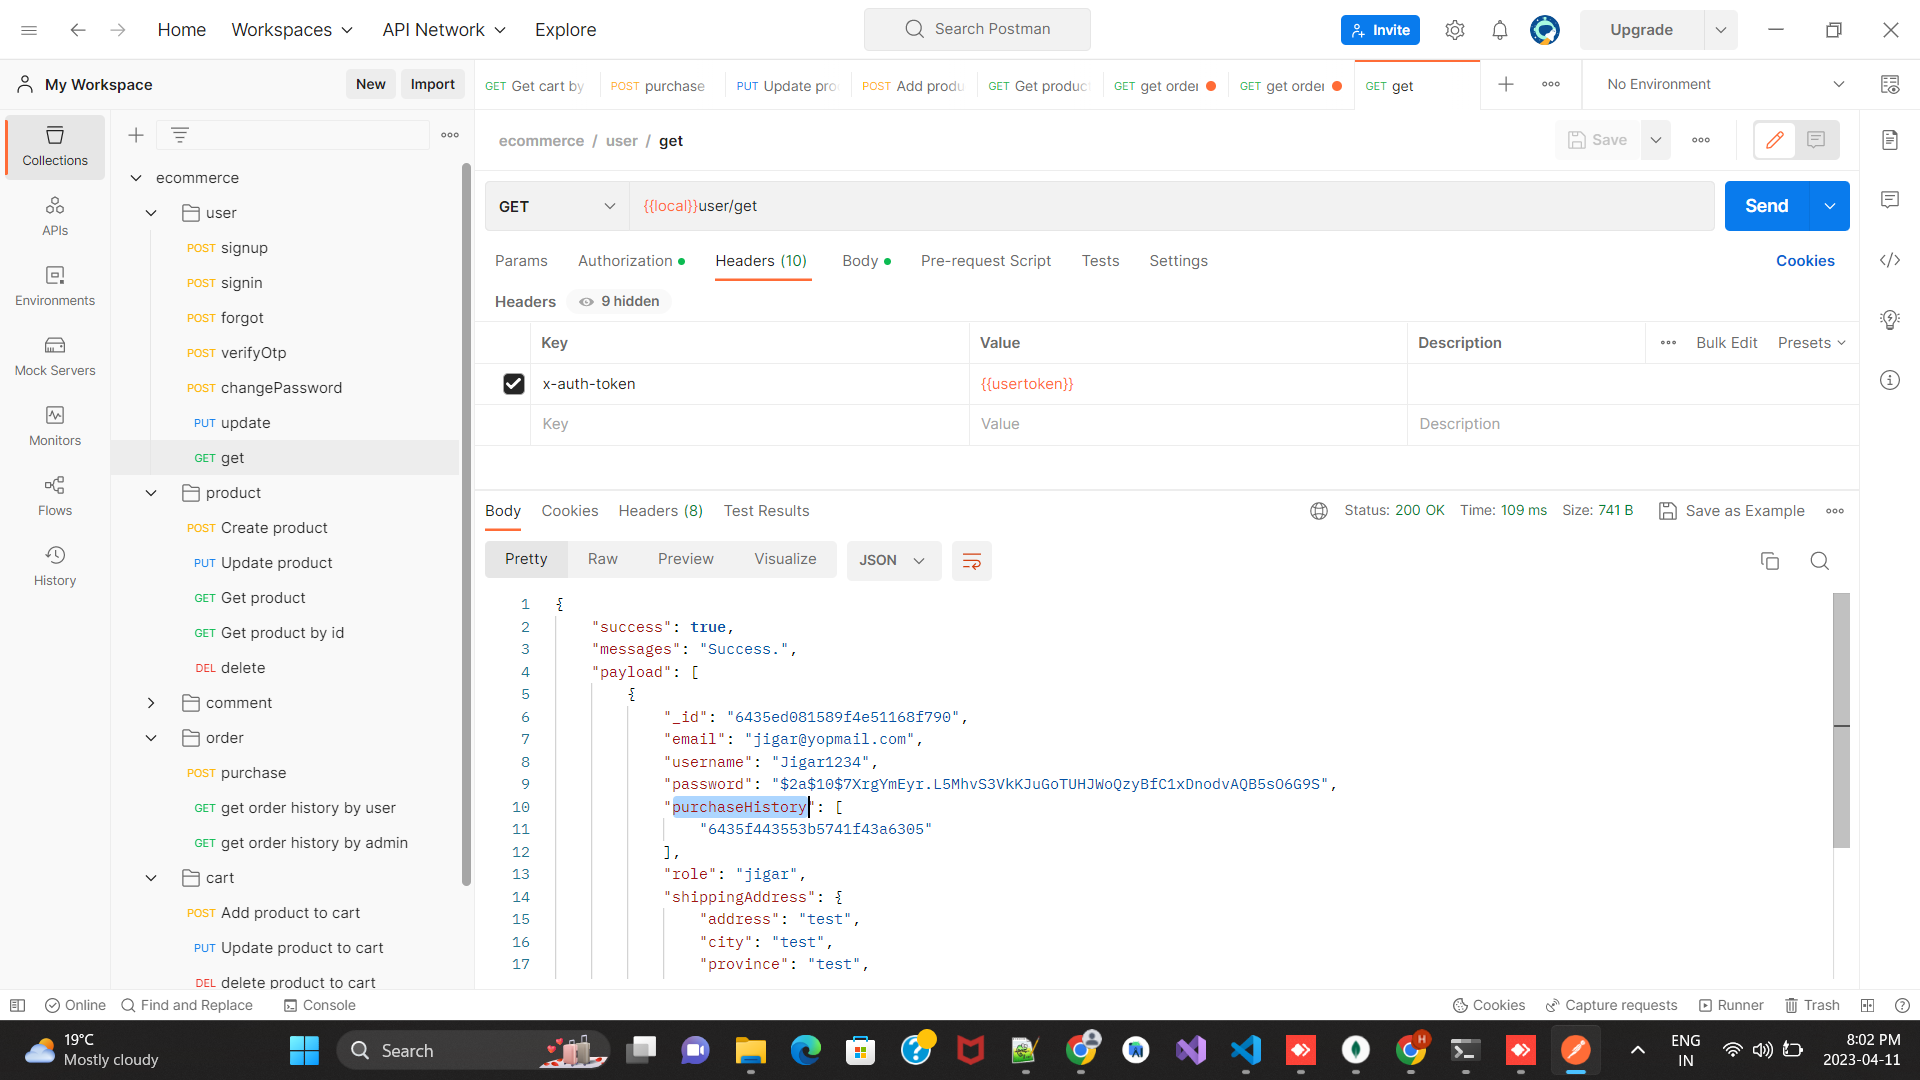 Home Workspaces API Network Explore Search Postman Invite Upgrade
My Workspace New Import
GET Get cart by POST purchase PUT Update pro POST Add produ GET Get produc GET get order GET get order GET get No Environment
ecommerce / user / get Save
GET {{local}}user/get Send
Params Authorization Headers (10) Body Pre-request Script Tests Settings Cookies
Headers 9 hidden
Key Value Description Bulk Edit Presets
x-auth-token {{usertoken}}
Key Value Description
Collections
APIs
Environments
Mock Servers
Monitors
Flows
History
ecommerce
user
POST signup
POST signin
POST forgot
POST verifyOtp
POST changePassword
PUT update
GET get
product
POST Create product
PUT Update product
GET Get product
GET Get product by id
DEL delete
comment
order
POST purchase
GET get order history by user
GET get order history by admin
cart
POST Add product to cart
PUT Update product to cart
DEL delete product to cart
Body Cookies Headers (8) Test Results Status: 200 OK Time: 109 ms Size: 741 B Save as Example
Pretty Raw Preview Visualize JSON
1 {
2 "success": true,
3 "messages": "Success.",
4 "payload": [
5 {
6 "_id": "6435ed081589f4e51168f790",
7 "email": "jigar@yopmail.com",
8 "username": "Jigar1234",
9 "password": "$2a$10$7XrgYmEyr.L5MhvS3VkKJuGoTUHJWoQzyBfC1xDnodvAQB5sO6G9S",
10 "purchaseHistory": [
11 "6435f443553b5741f43a6305"
12 ],
13 "role": "jigar",
14 "shippingAddress": {
15 "address": "test",
16 "city": "test",
17 "province": "test",
Online Find and Replace Console Cookies Capture requests Runner Trash
19°C
Mostly cloudy
Search
H
ENG
IN
8:02 PM
2023-04-11